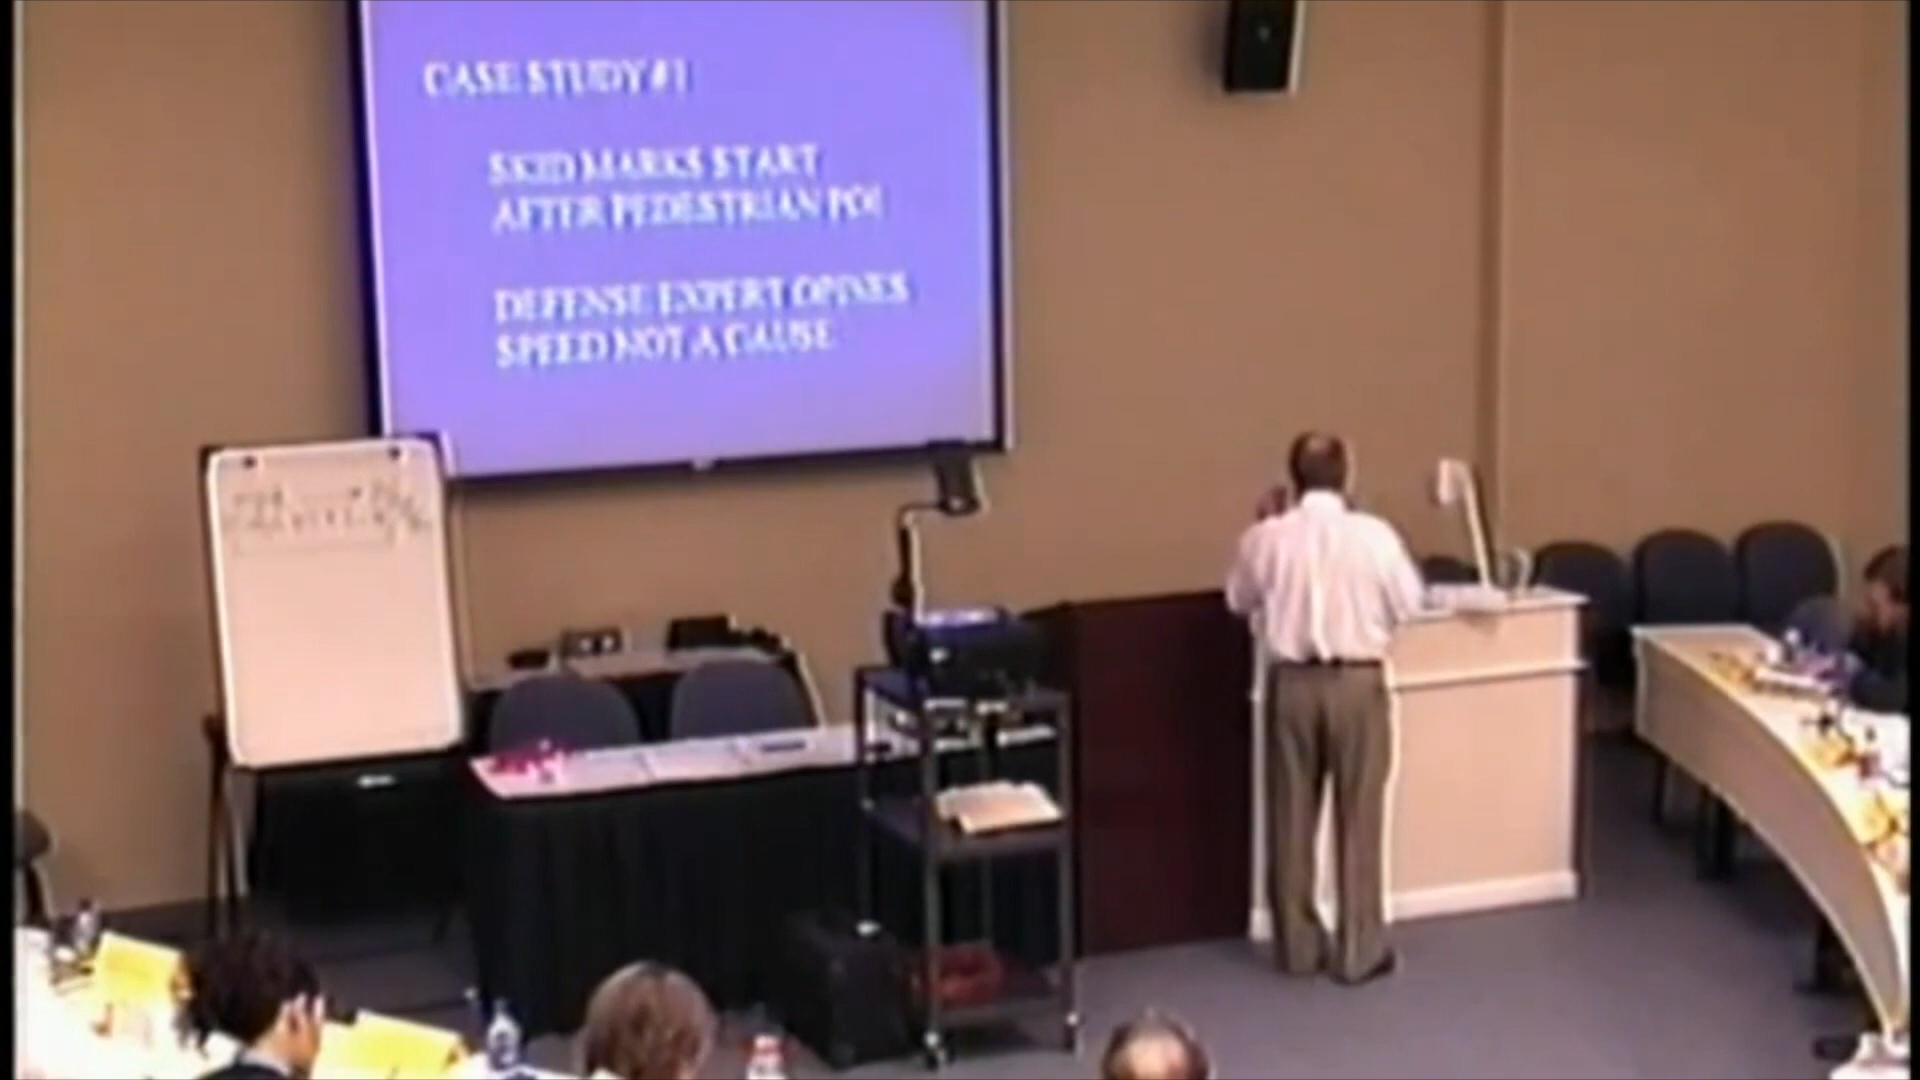 CASE STUDY #1
SKID MARKS START
AFTER PEDESTRIAN POI
DEFENSE EXPERT OPINES
SPEED NOT A CAUSE